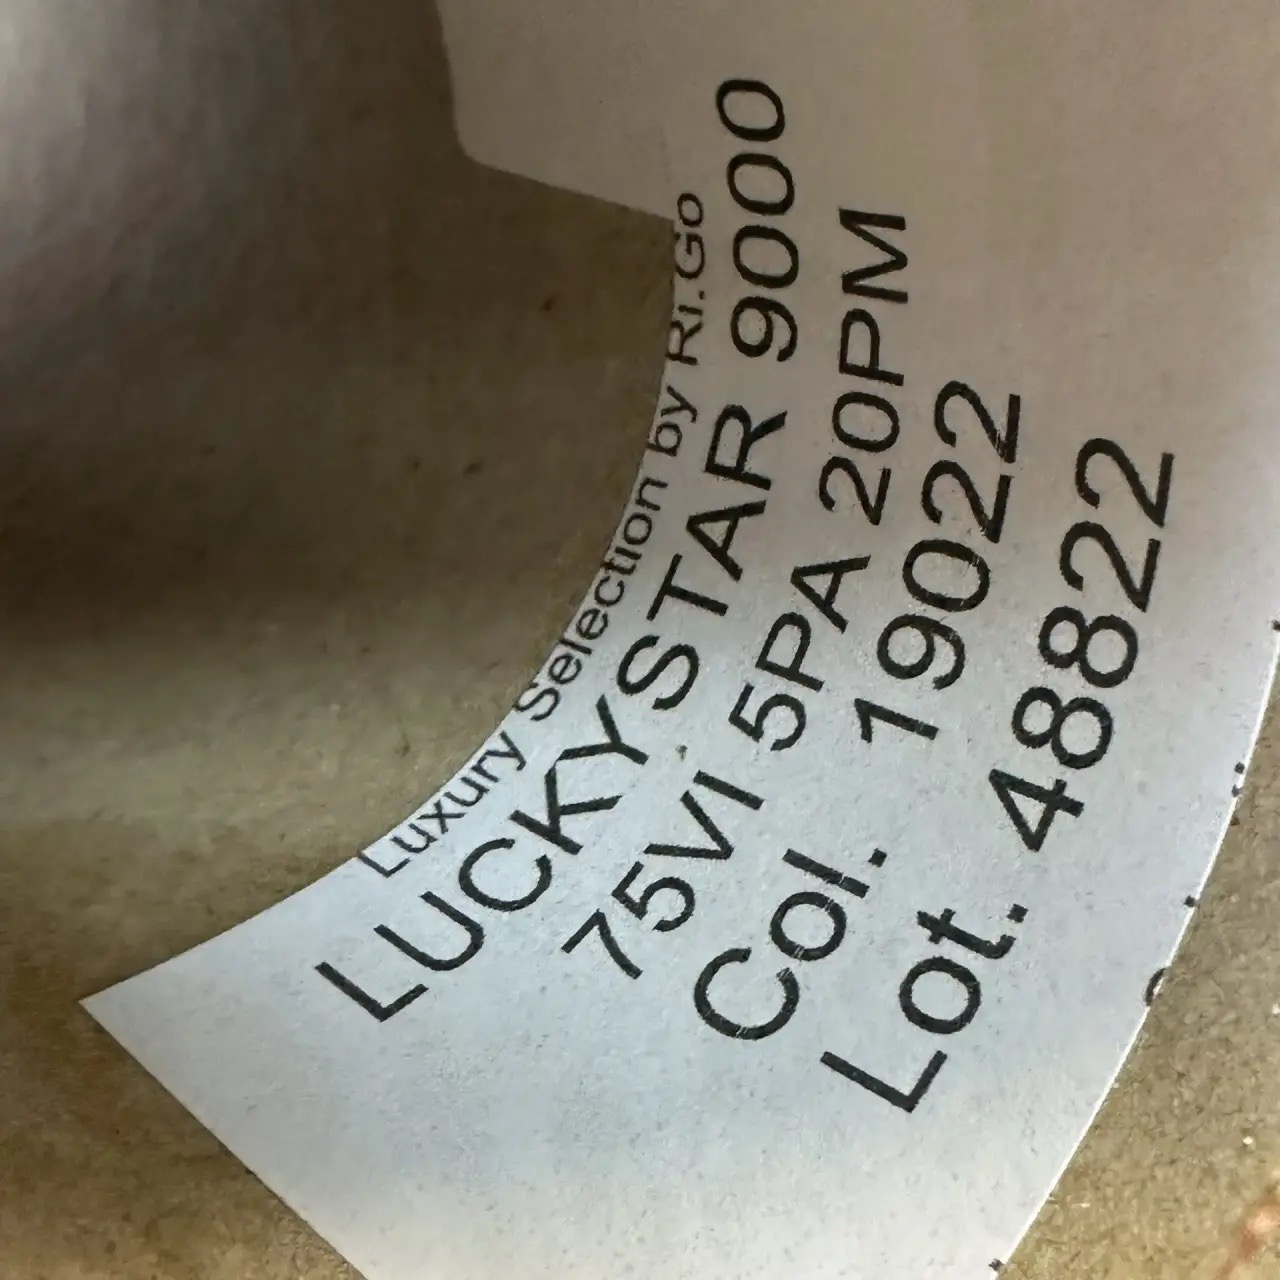 Luxury Selection by Ri.Go
LUCKYSTAR 9000
75VI 5PA 20PM
Col. 19022
Lot. 48822